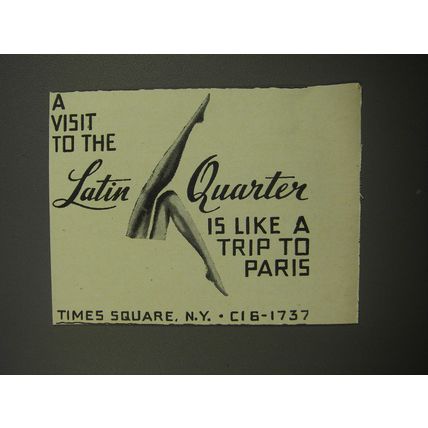 A
VISIT
TO THE
Latin Quarter
IS LIKE A
TRIP TO
PARIS
TIMES SQUARE, N.Y. • CI 6-1737